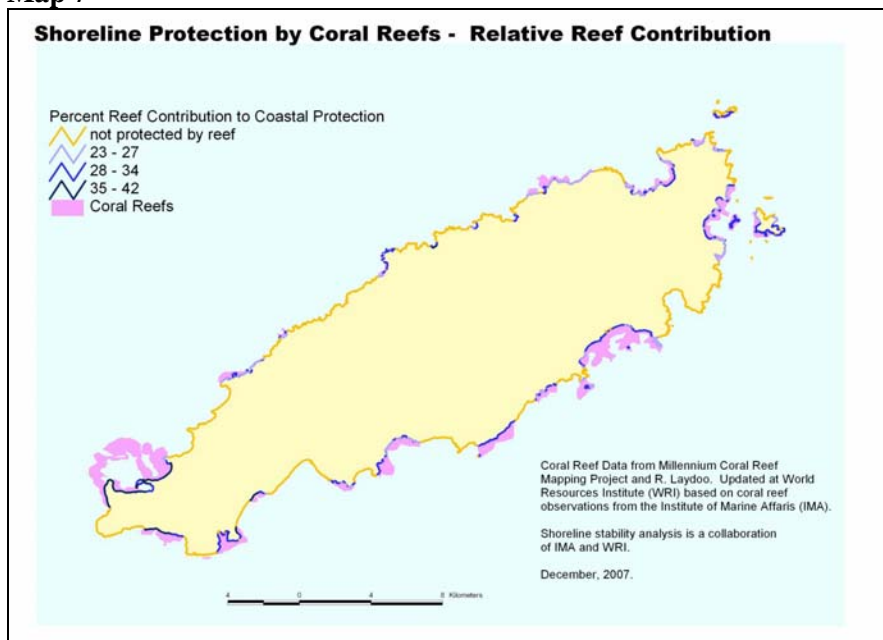 Shoreline Protection by Coral Reefs - Relative Reef Contribution
Percent Reef Contribution to Coastal Protection
not protected by reef
23 - 27
28 - 34
35 - 42
Coral Reefs
Coral Reef Data from Millennium Coral Reef
Mapping Project and R. Laydoo. Updated at World
Resources Institute (WRI) based on coral reef
observations from the Institute of Marine Affaris (IMA).
Shoreline stability analysis is a collaboration
of IMA and WRI.
December, 2007.
4 0 4 8 Kilometers